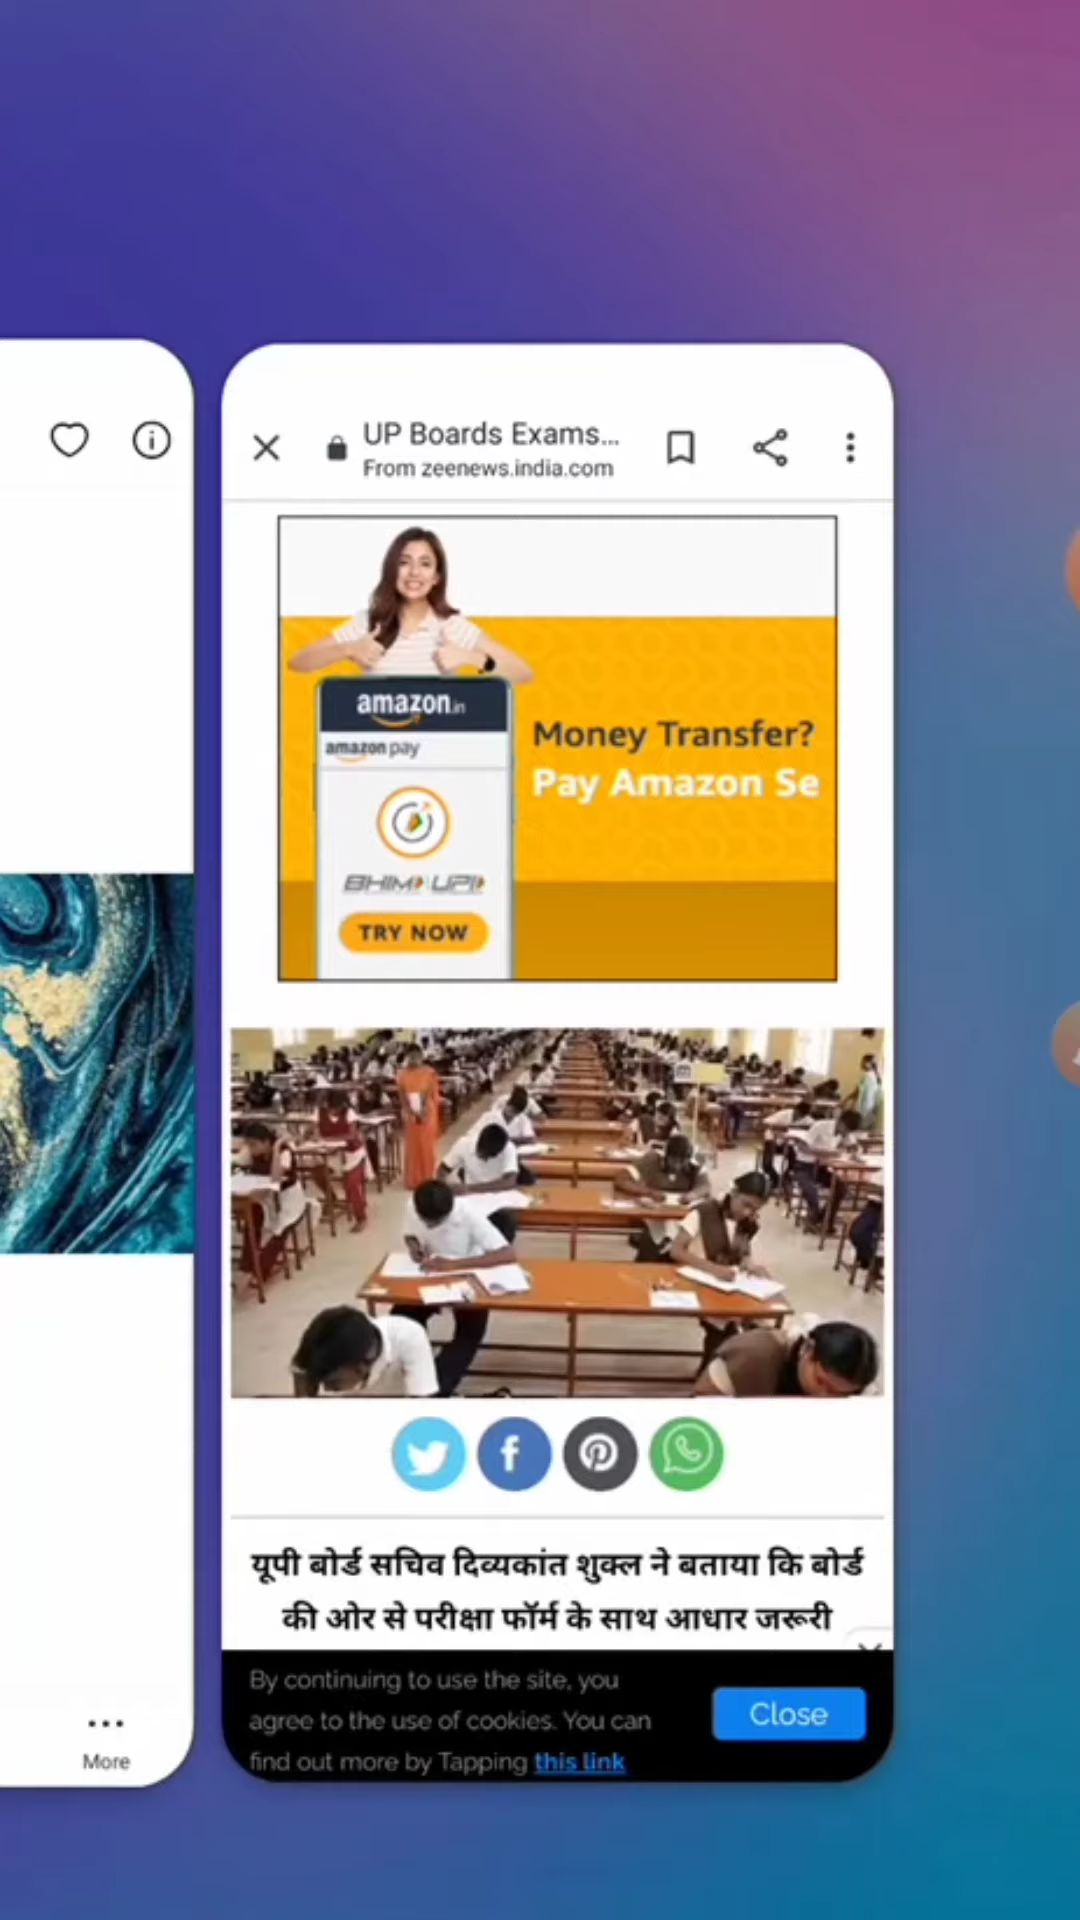 UP Boards Exams...
From zeenews.india.com
amazon.in
amazon pay
Money Transfer?
Pay Amazon Se
BHIM UPI
TRY NOW
यूपी बोर्ड सचिव दिव्यकांत शुक्ल ने बताया कि बोर्ड
की ओर से परीक्षा फॉर्म के साथ आधार जरूरी
By continuing to use the site, you
agree to the use of cookies. You can
find out more by Tapping this link
Close
More